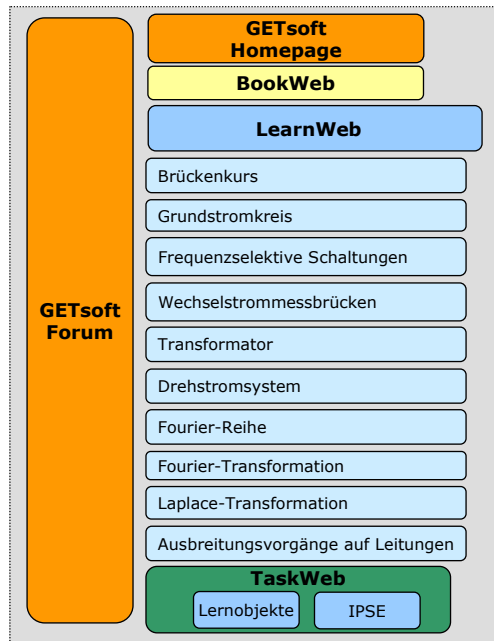 GETsoft
Homepage
BookWeb
LearnWeb
Brückenkurs
Grundstromkreis
Frequenzselektive Schaltungen
Wechselstrommessbrücken
GETsoft
Forum
Transformator
Drehstromsystem
Fourier-Reihe
Fourier-Transformation
Laplace-Transformation
Ausbreitungsvorgänge auf Leitungen
TaskWeb
Lernobjekte
IPSE